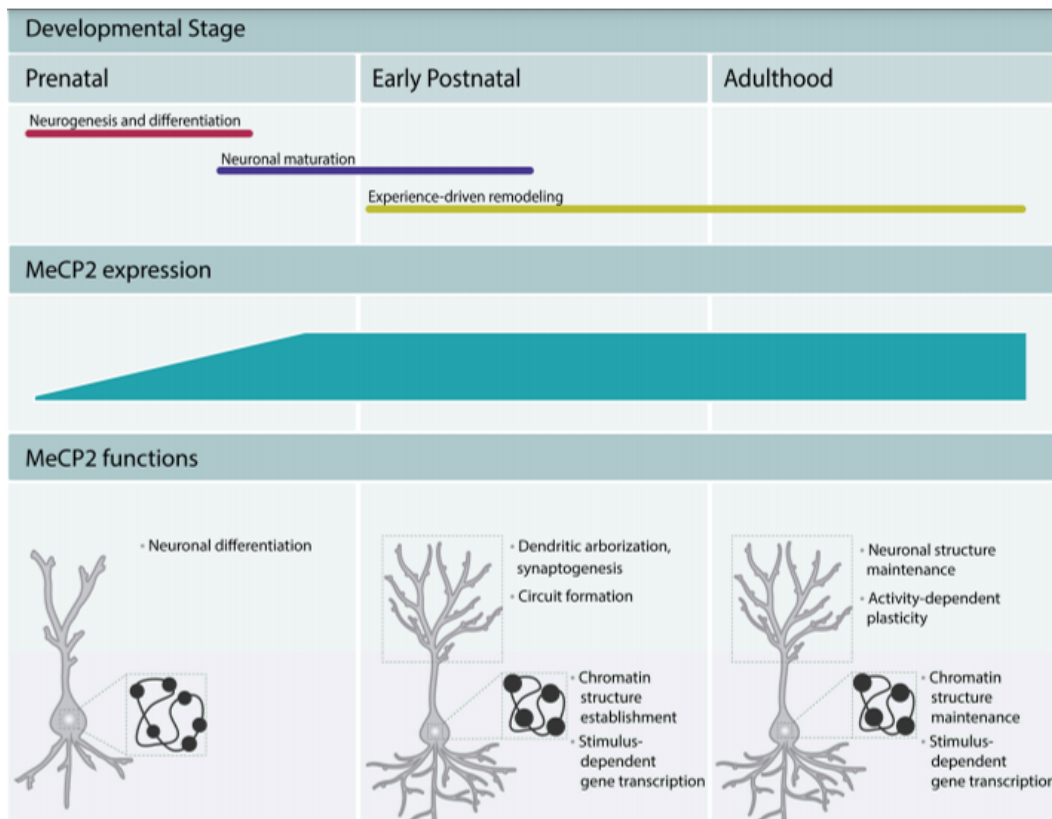 Developmental Stage
Prenatal
Early Postnatal
Adulthood
Neurogenesis and differentiation
Neuronal maturation
Experience-driven remodeling
MeCP2 expression
MeCP2 functions
• Neuronal differentiation
• Dendritic arborization,
synaptogenesis
• Circuit formation
• Chromatin
structure
establishment
• Stimulus-
dependent
gene transcription
• Neuronal structure
maintenance
• Activity-dependent
plasticity
• Chromatin
structure
maintenance
• Stimulus-
dependent
gene transcription